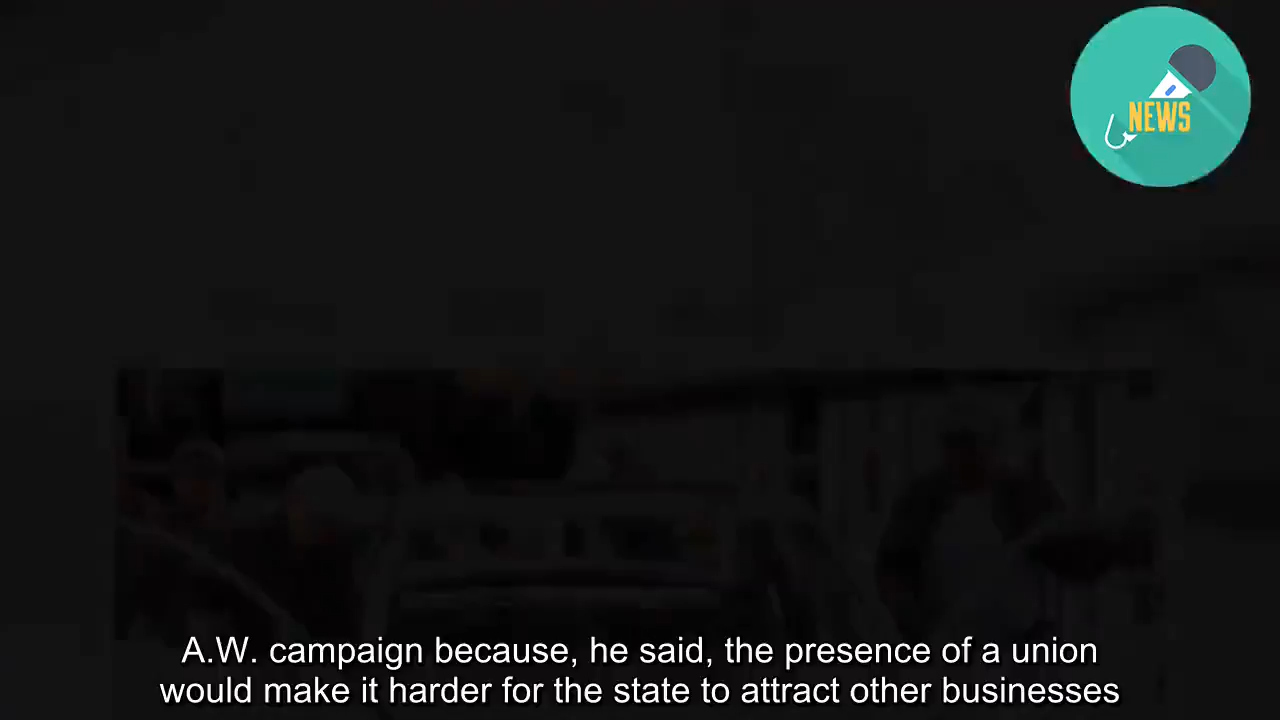 NEWS
A.W. campaign because, he said, the presence of a union
would make it harder for the state to attract other businesses